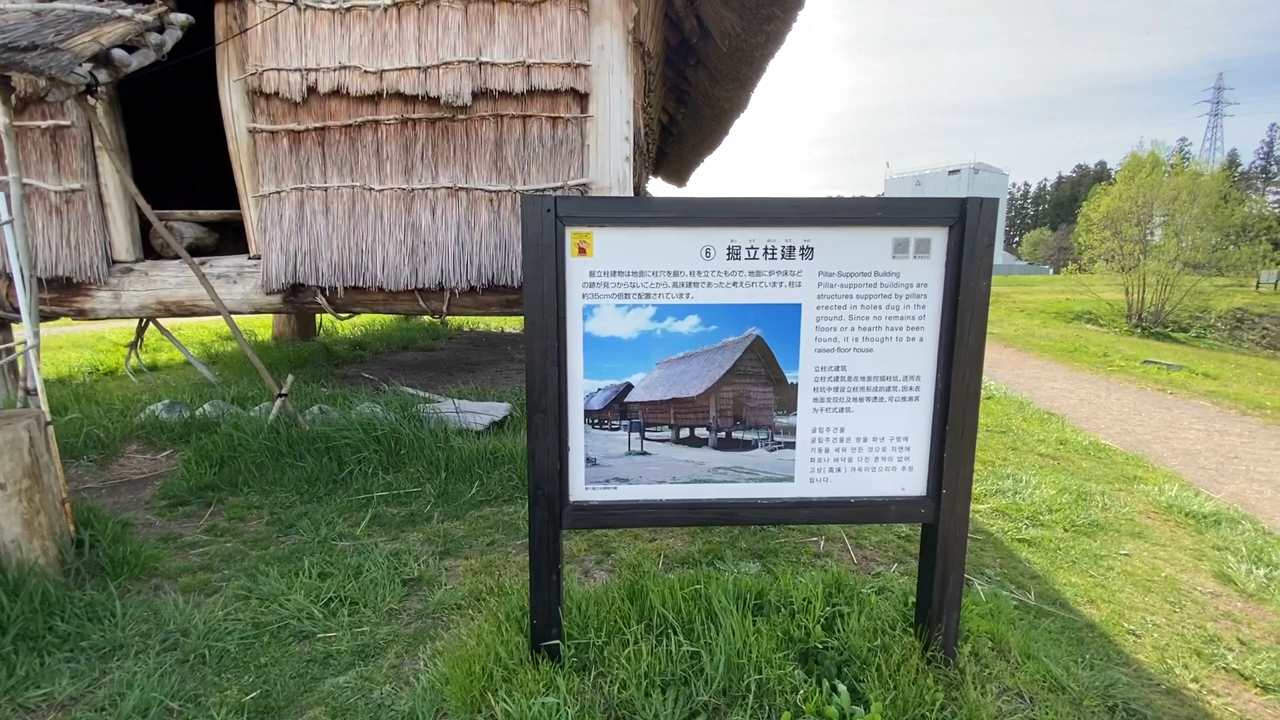 ⑥ 掘立柱建物
掘立柱建物は地面に柱穴を掘り、柱を立てたもので、地面に炉や床など
の跡が見つからないことから、高床建物であったと考えられています。柱は
約35cmの倍数で配置されています。
Pillar-Supported Building
Pillar-supported buildings are
structures supported by pillars
erected in holes dug in the
ground. Since no remains of
floors or a hearth have been
found, it is thought to be a
raised-floor house.
立柱式建筑
立柱式建筑是在地面挖掘柱坑，进而在
柱坑中埋设立柱而形成的建筑。因未在
地面发现灶及地板等遗迹，可以推测其
为干栏式建筑。
굴립주건물
굴립주건물은 땅을 파낸 구멍에
기둥을 세워 만든 것으로 지면에
화로나 바닥을 다진 흔적이 없어
고상(高床) 가옥이었으리라 추정
됩니다.